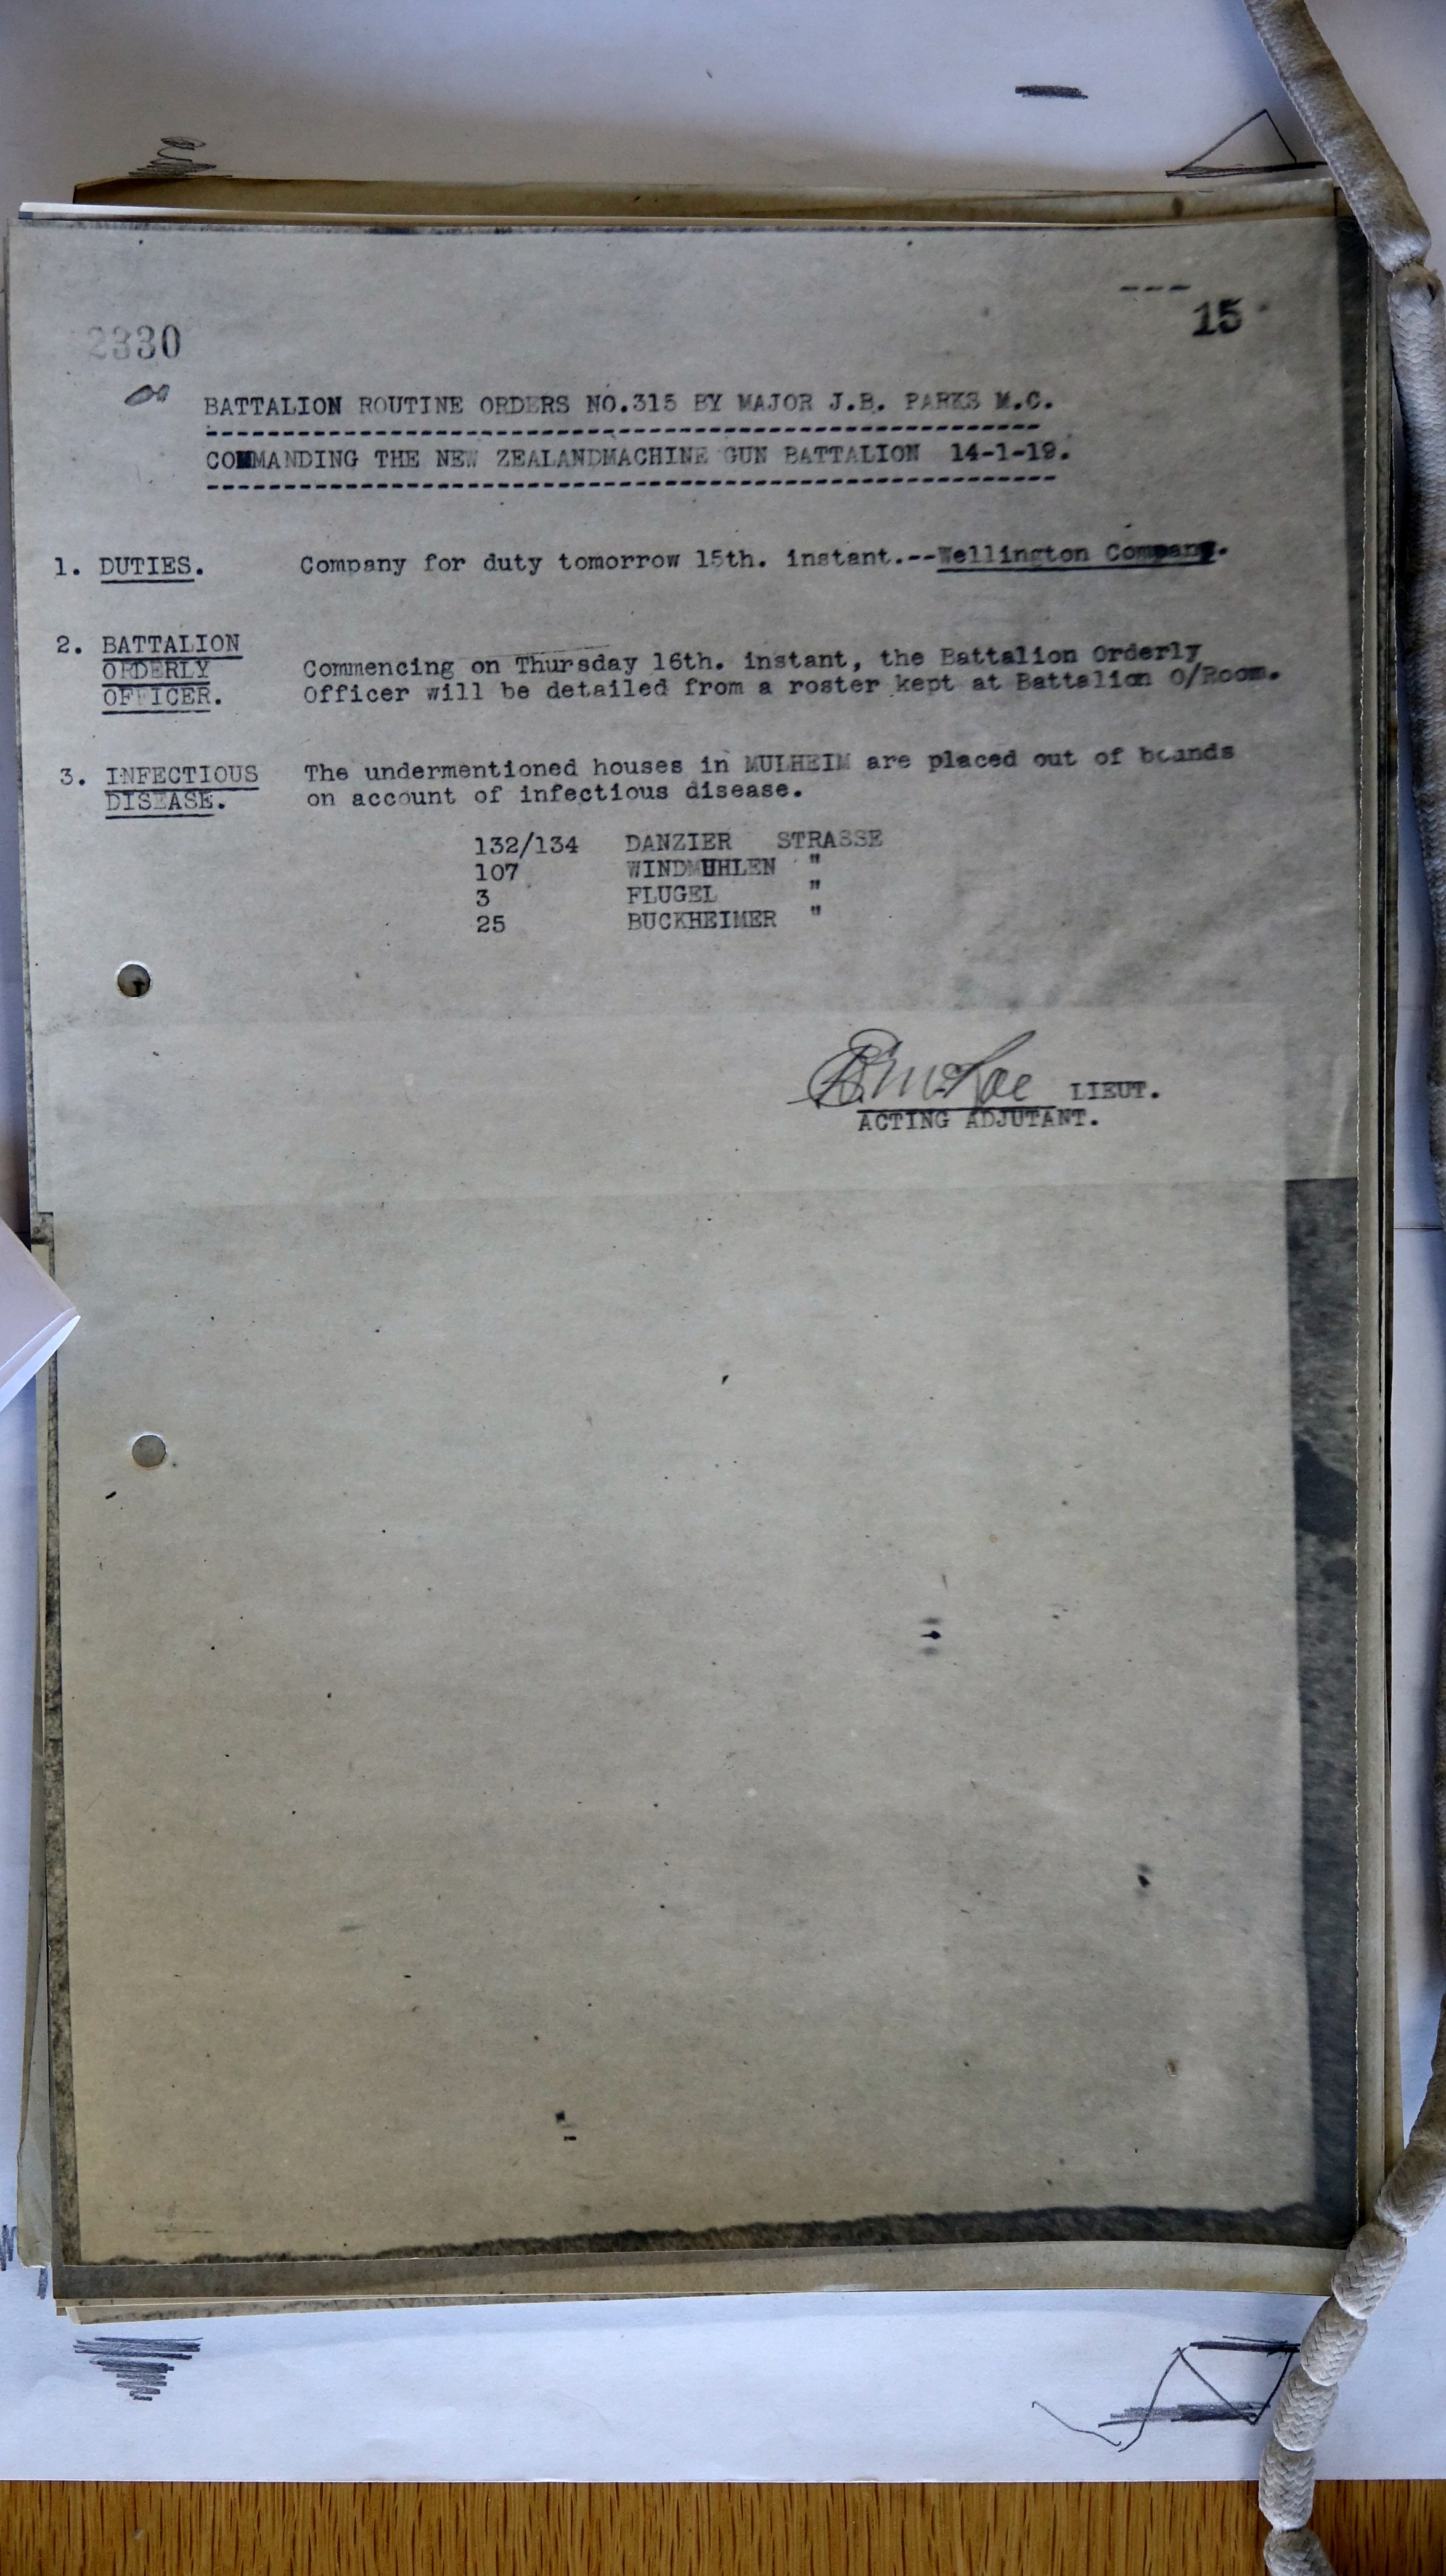 2330
15
BATTALION ROUTINE ORDERS NO.315 BY MAJOR J.B. PARKS M.C.
COMMANDING THE NEW ZEALANDMACHINE GUN BATTALION 14-1-19.
1. DUTIES. Company for duty tomorrow 15th. instant.--Wellington Company.
2. BATTALION
ORDERLY Commencing on Thursday 16th. instant, the Battalion Orderly
OFFICER. Officer will be detailed from a roster kept at Battalion O/Room.
3. INFECTIOUS The undermentioned houses in MULHEIM are placed out of bounds
DISEASE. on account of infectious disease.
132/134 DANZIER STRASSE
107 WINDMUHLEN "
3 FLUGEL "
25 BUCKHEIMER "
LIEUT.
ACTING ADJUTANT.